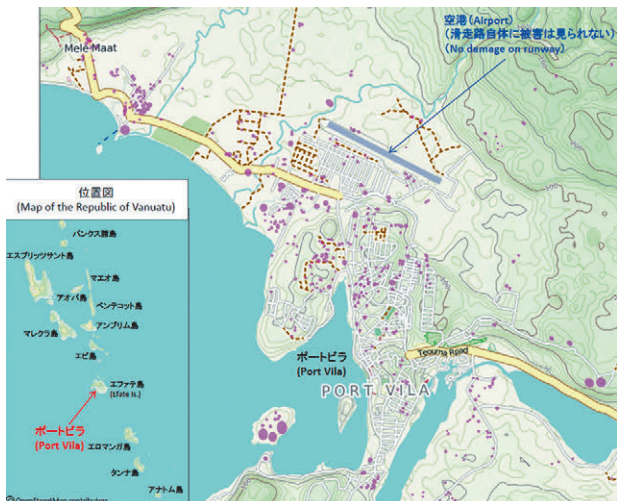 空港(Airport)
(滑走路自体に被害は見られない)
(No damage on runway)
Mele Maat
位置図
(Map of the Republic of Vanuatu)
バンクス諸島
エスプリッツサント島
マエオ島
アオバ島
ペンテコット島
マレクラ島
アンブリム島
エピ島
エファテ島
(Efate Is.)
ポートビラ
(Port Vila)
エロマンガ島
タンナ島
アナトム島
ポートビラ
(Port Vila)
PORT VILA
Teouma Road
© OpenStreetMap contributors